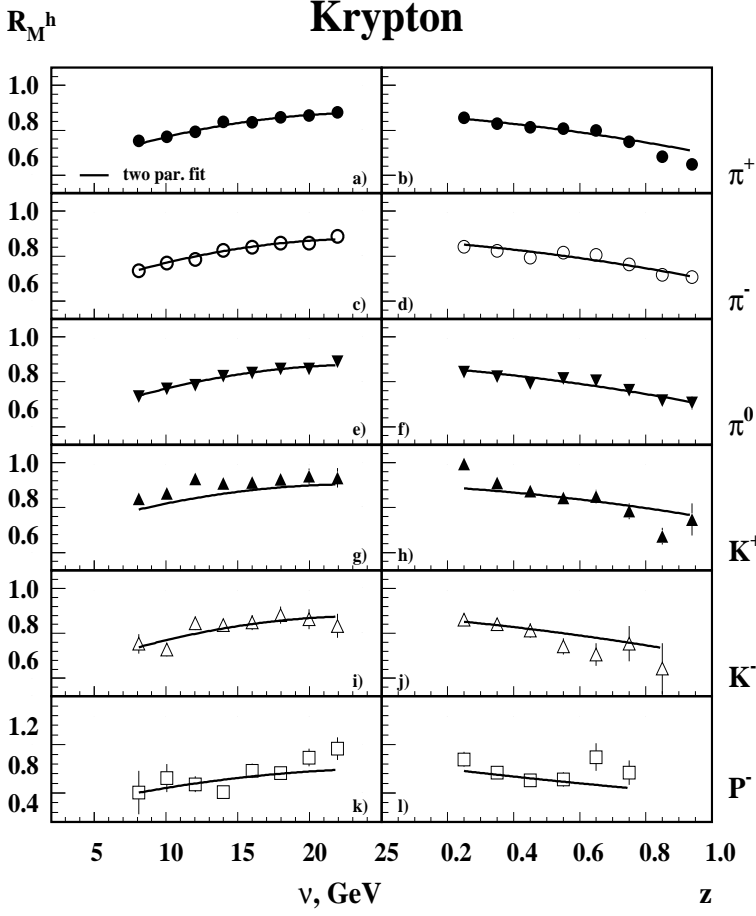 R_M^h Krypton
1.0
0.8
0.6
two par. fit
a) b) π+
1.0
0.8
0.6
c) d) π-
1.0
0.8
0.6
e) f) π0
1.0
0.8
0.6
g) h) K+
1.0
0.8
0.6
i) j) K-
1.2
0.8
0.4
k) l) P-
5 10 15 20 25 0.2 0.4 0.6 0.8 1.0
ν, GeV z